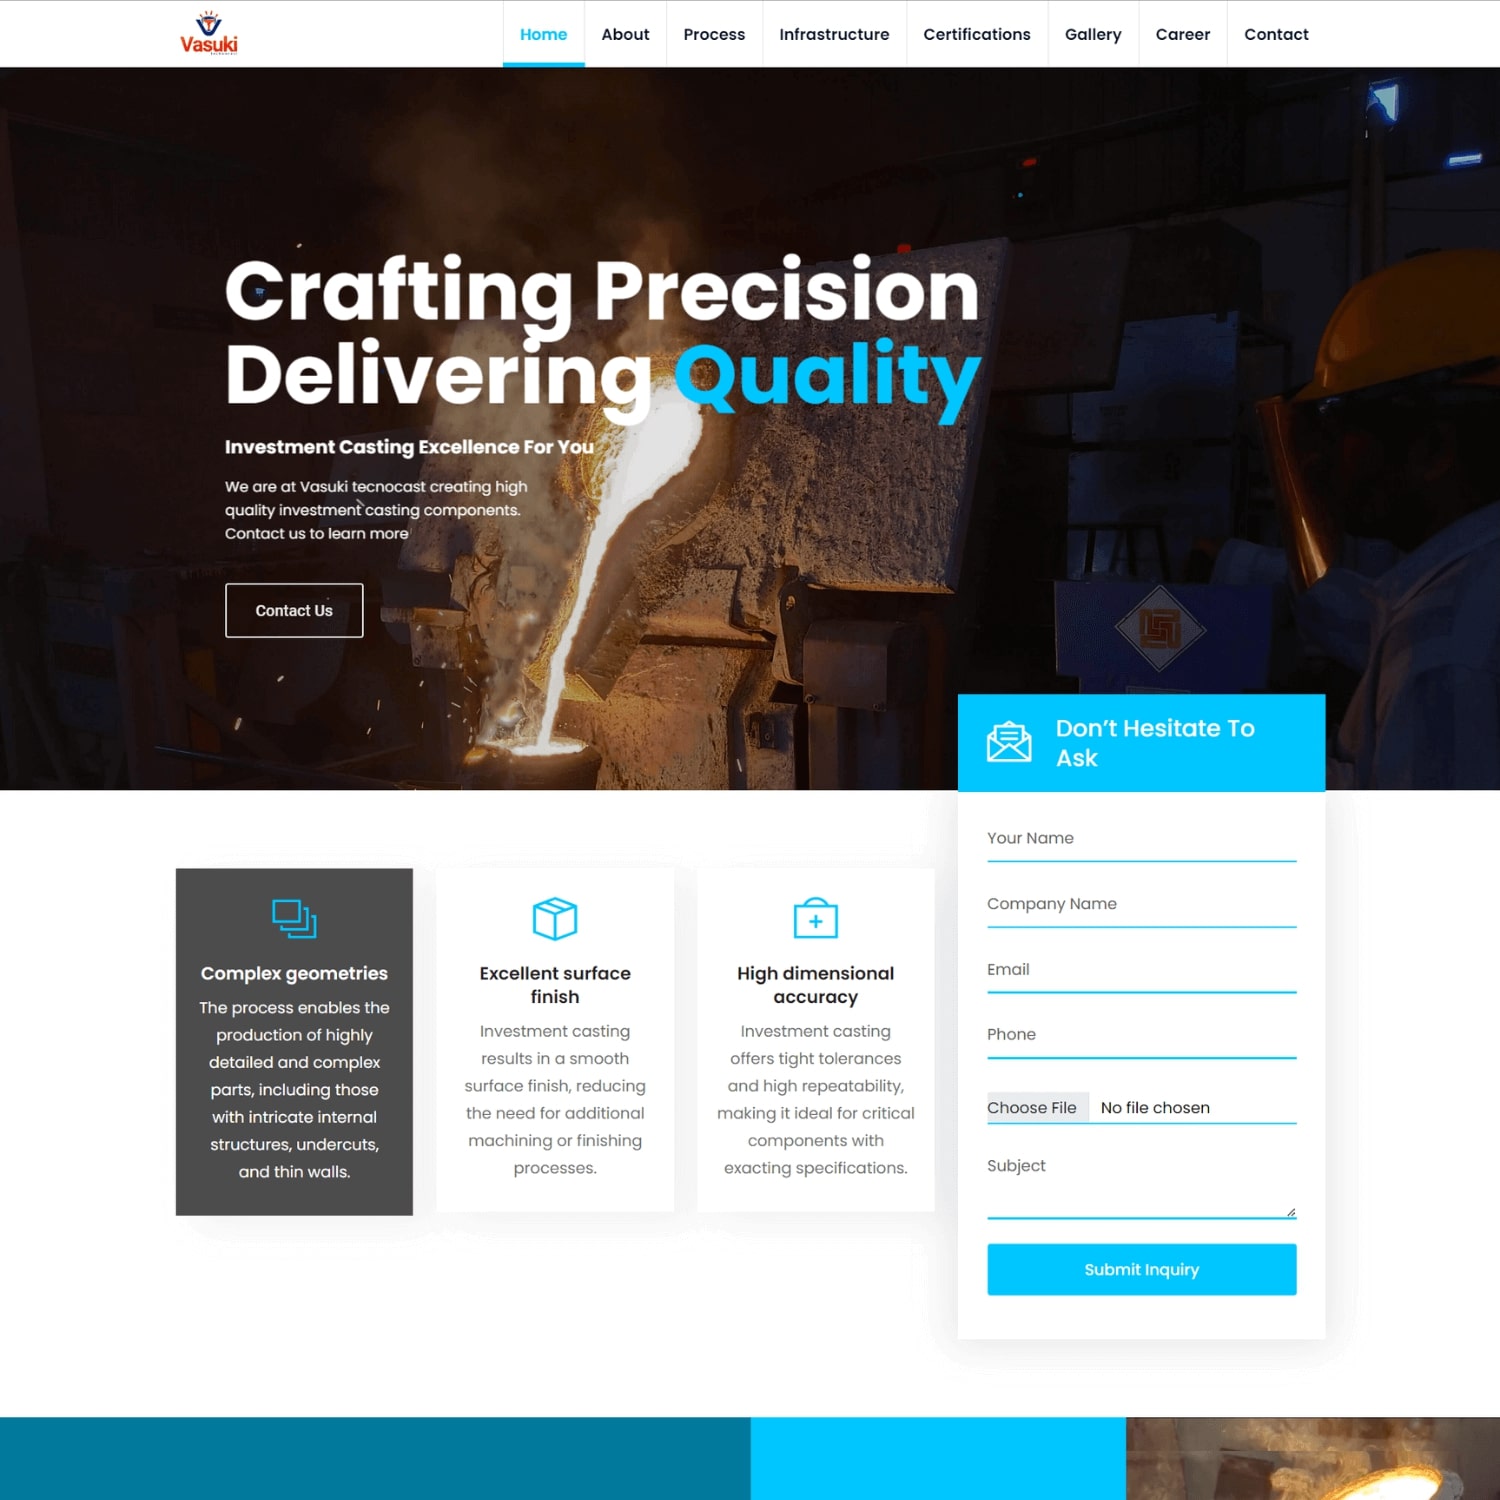 Vasuki
Home
About
Process
Infrastructure
Certifications
Gallery
Career
Contact
Crafting Precision
Delivering Quality
Investment Casting Excellence For You
We are at Vasuki tecnocast creating high
quality investment casting components.
Contact us to learn more
Contact Us
Don’t Hesitate To
Ask
Your Name
Company Name
Email
Phone
Choose File No file chosen
Subject
Submit Inquiry
Complex geometries
The process enables the
production of highly
detailed and complex
parts, including those
with intricate internal
structures, undercuts,
and thin walls.
Excellent surface
finish
Investment casting
results in a smooth
surface finish, reducing
the need for additional
machining or finishing
processes.
High dimensional
accuracy
Investment casting
offers tight tolerances
and high repeatability,
making it ideal for critical
components with
exacting specifications.